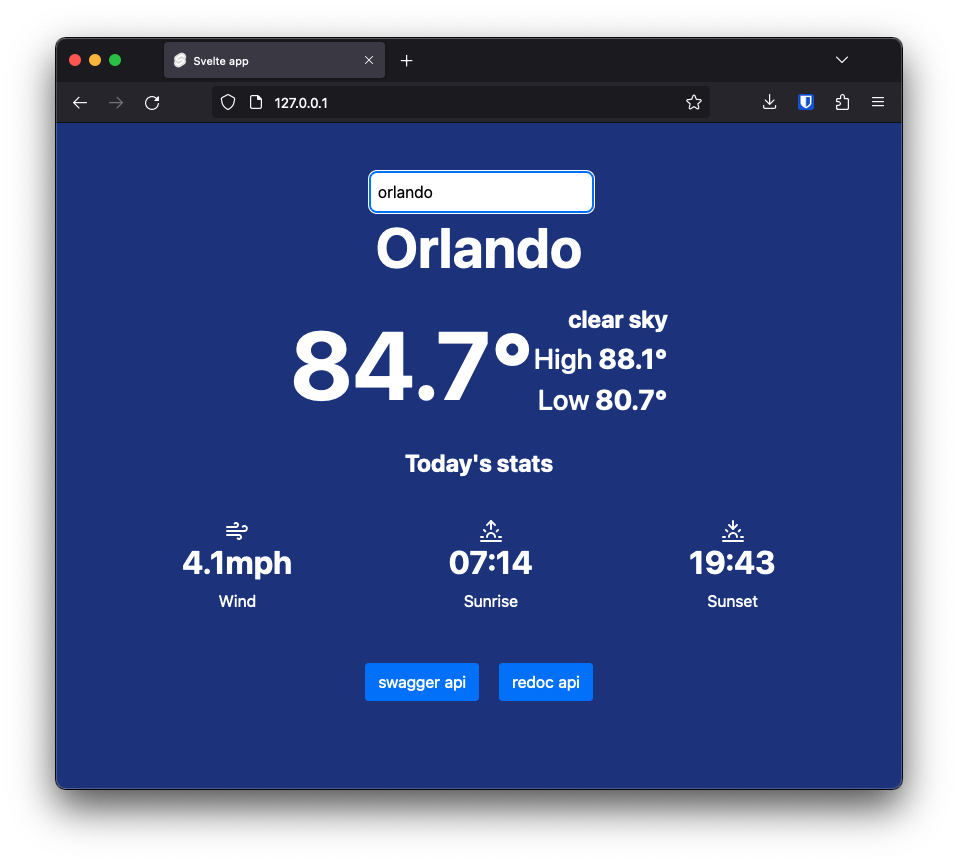 Svelte app
127.0.0.1
orlando
Orlando
84.7°
clear sky
High 88.1°
Low 80.7°
Today's stats
4.1mph
Wind
07:14
Sunrise
19:43
Sunset
swagger api
redoc api